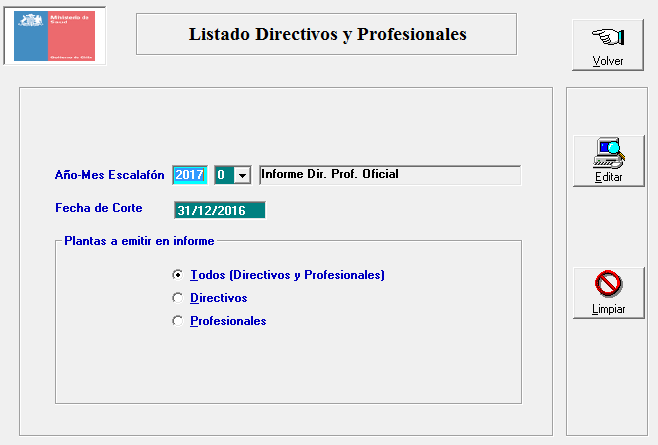 Ministerio de
Salud
Gobierno de Chile
Listado Directivos y Profesionales
Volver
Año-Mes Escalafón 2017 0 Informe Dir. Prof. Oficial
Editar
Fecha de Corte 31/12/2016
Plantas a emitir en informe
Todos (Directivos y Profesionales)
Directivos
Limpiar
Profesionales